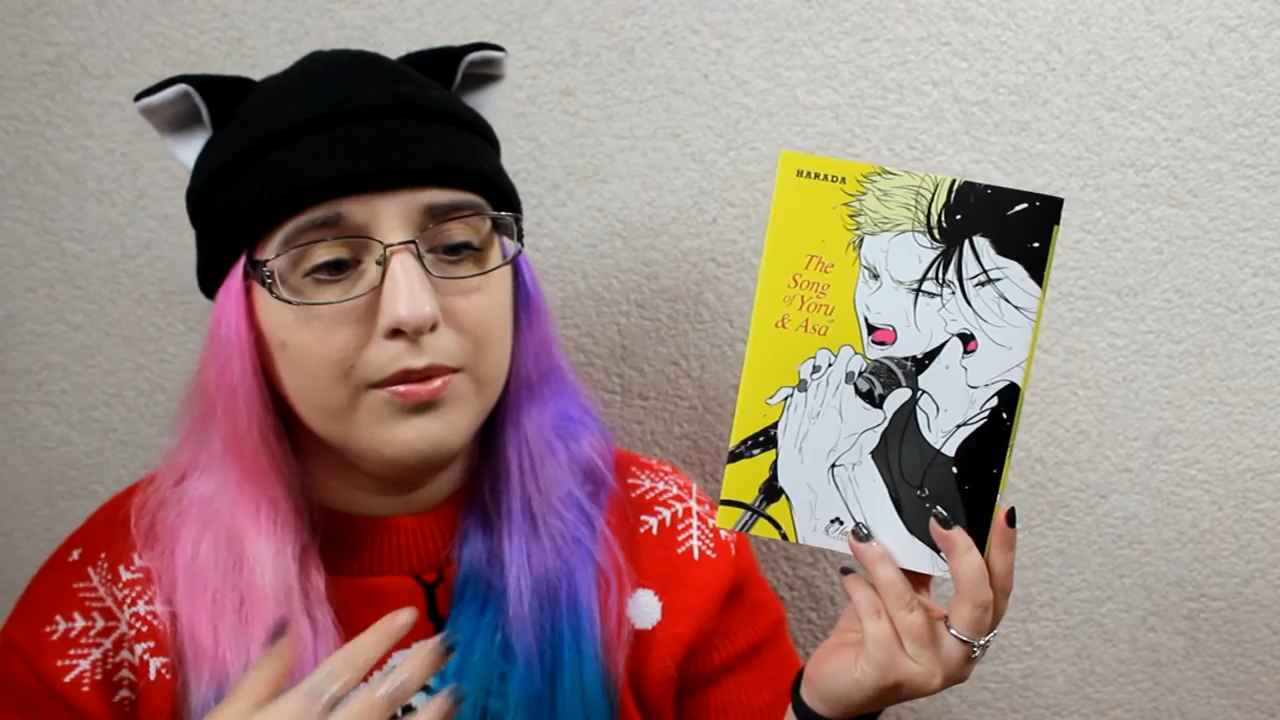 HARADA
The
Song
of Yoru
& Asa